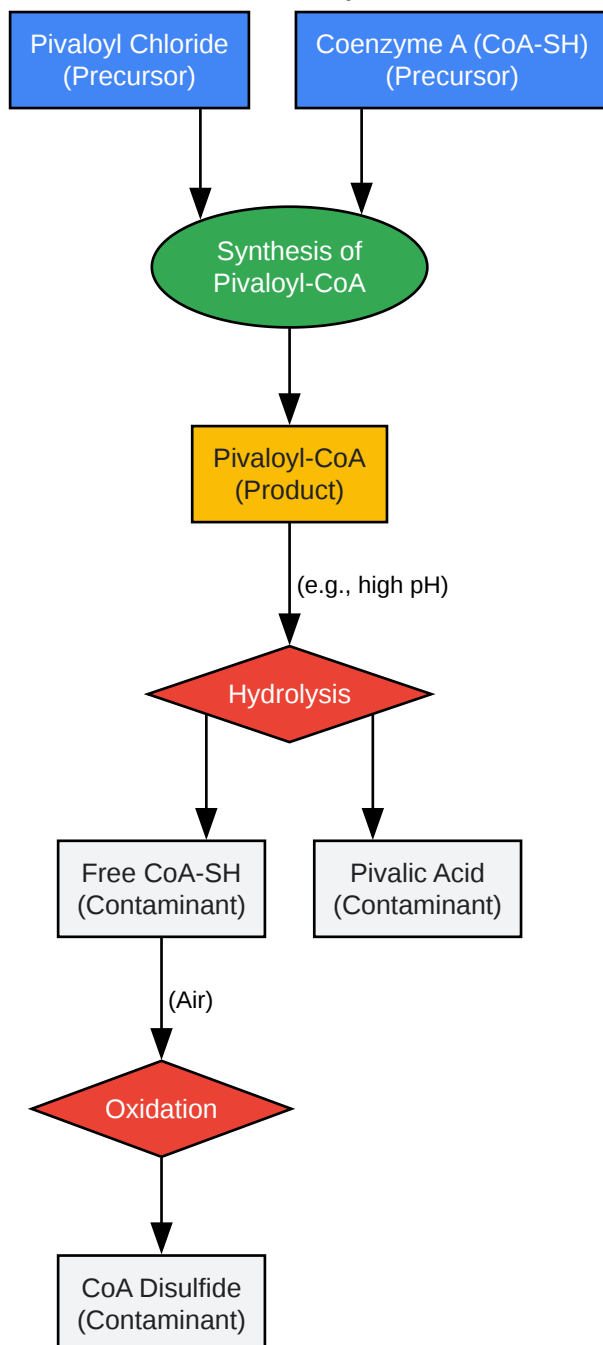 Pivaloyl Chloride
(Precursor)
Coenzyme A (CoA-SH)
(Precursor)
Synthesis of
Pivaloyl-CoA
Pivaloyl-CoA
(Product)
(e.g., high pH)
Hydrolysis
Free CoA-SH
(Contaminant)
Pivalic Acid
(Contaminant)
(Air)
Oxidation
CoA Disulfide
(Contaminant)